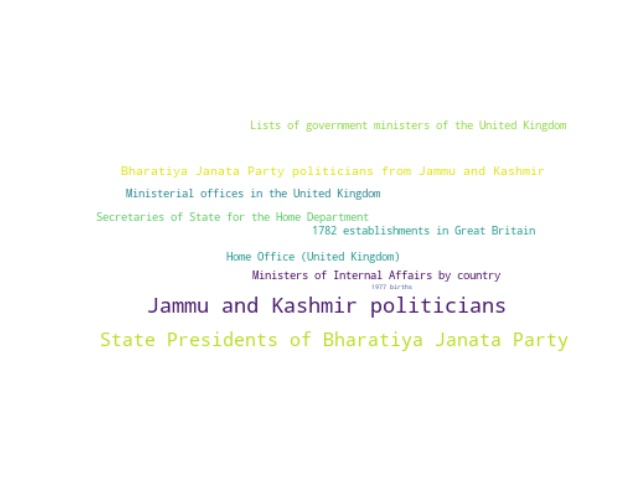 Lists of government ministers of the United Kingdom
Bharatiya Janata Party politicians from Jammu and Kashmir
Ministerial offices in the United Kingdom
Secretaries of State for the Home Department
1782 establishments in Great Britain
Home Office (United Kingdom)
Ministers of Internal Affairs by country
1977 births
Jammu and Kashmir politicians
State Presidents of Bharatiya Janata Party